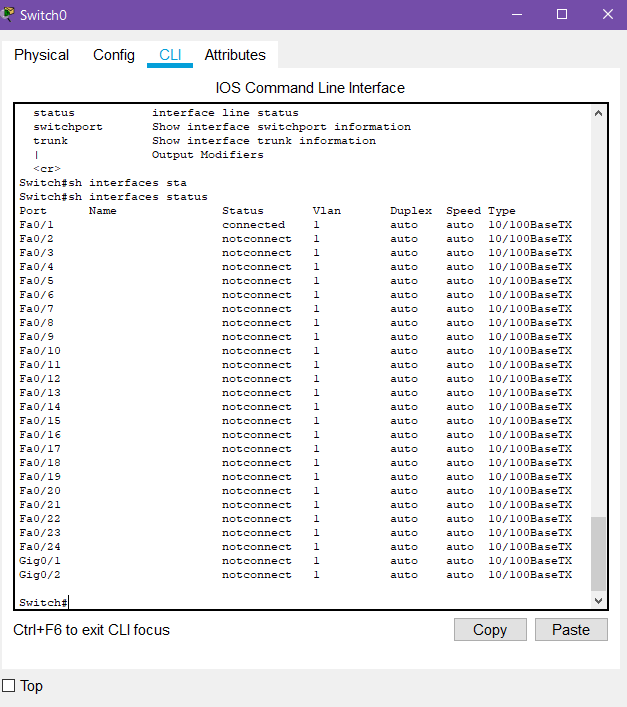 Switch0
Physical Config CLI Attributes
IOS Command Line Interface
status interface line status
switchport Show interface switchport information
trunk Show interface trunk information
| Output Modifiers
<cr>
Switch#sh interfaces sta
Switch#sh interfaces status
Port Name Status Vlan Duplex Speed Type
Fa0/1 connected 1 auto auto 10/100BaseTX
Fa0/2 notconnect 1 auto auto 10/100BaseTX
Fa0/3 notconnect 1 auto auto 10/100BaseTX
Fa0/4 notconnect 1 auto auto 10/100BaseTX
Fa0/5 notconnect 1 auto auto 10/100BaseTX
Fa0/6 notconnect 1 auto auto 10/100BaseTX
Fa0/7 notconnect 1 auto auto 10/100BaseTX
Fa0/8 notconnect 1 auto auto 10/100BaseTX
Fa0/9 notconnect 1 auto auto 10/100BaseTX
Fa0/10 notconnect 1 auto auto 10/100BaseTX
Fa0/11 notconnect 1 auto auto 10/100BaseTX
Fa0/12 notconnect 1 auto auto 10/100BaseTX
Fa0/13 notconnect 1 auto auto 10/100BaseTX
Fa0/14 notconnect 1 auto auto 10/100BaseTX
Fa0/15 notconnect 1 auto auto 10/100BaseTX
Fa0/16 notconnect 1 auto auto 10/100BaseTX
Fa0/17 notconnect 1 auto auto 10/100BaseTX
Fa0/18 notconnect 1 auto auto 10/100BaseTX
Fa0/19 notconnect 1 auto auto 10/100BaseTX
Fa0/20 notconnect 1 auto auto 10/100BaseTX
Fa0/21 notconnect 1 auto auto 10/100BaseTX
Fa0/22 notconnect 1 auto auto 10/100BaseTX
Fa0/23 notconnect 1 auto auto 10/100BaseTX
Fa0/24 notconnect 1 auto auto 10/100BaseTX
Gig0/1 notconnect 1 auto auto 10/100BaseTX
Gig0/2 notconnect 1 auto auto 10/100BaseTX
Switch#
Ctrl+F6 to exit CLI focus Copy Paste
Top